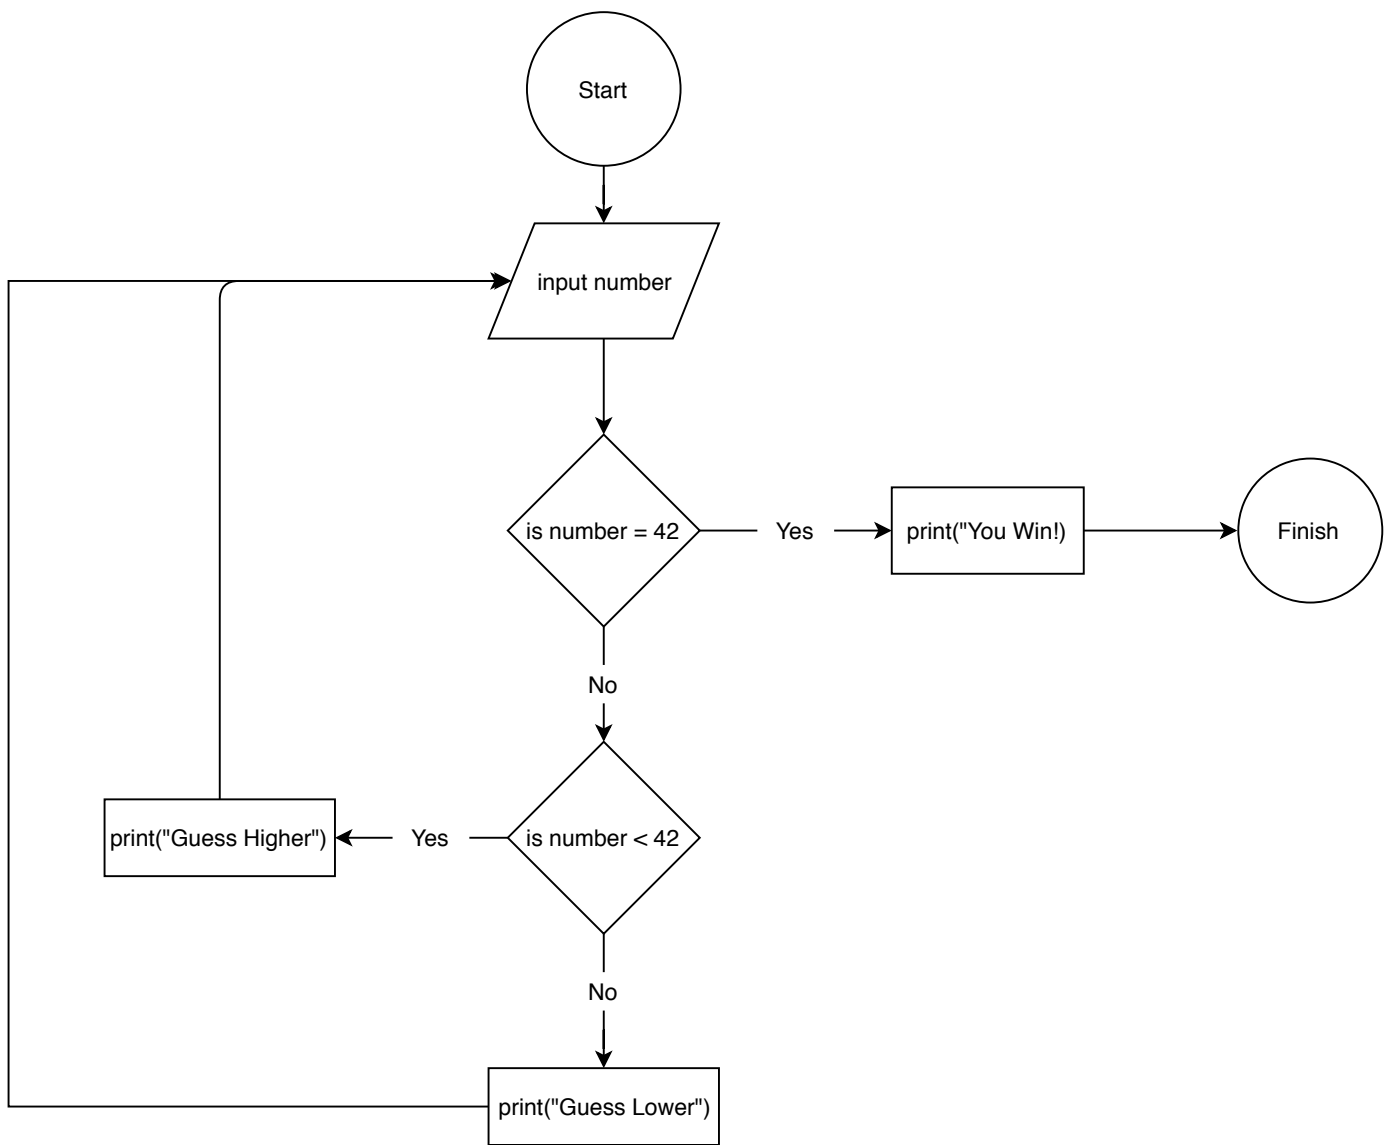 Start
input number
is number = 42
Yes
print("You Win!)
Finish
No
is number < 42
Yes
print("Guess Higher")
No
print("Guess Lower")